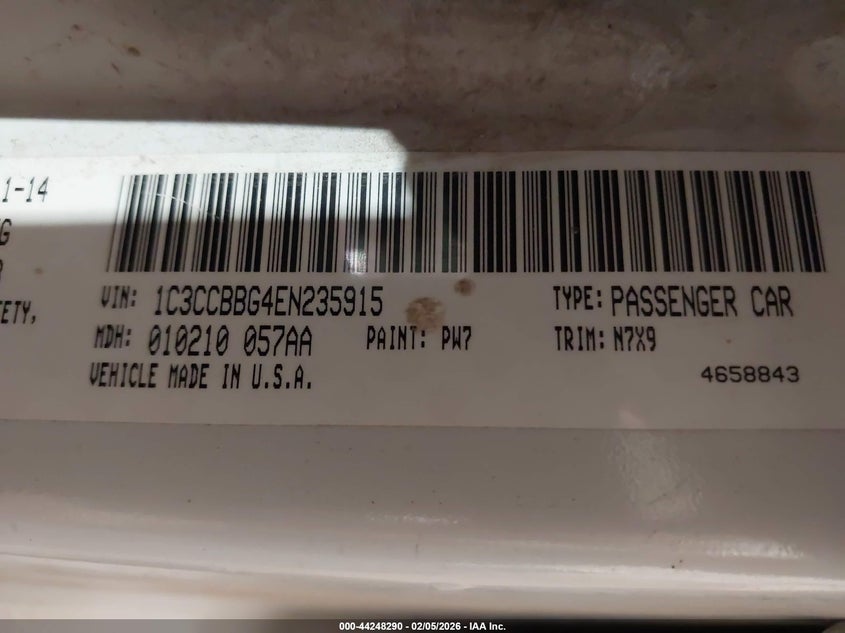 1-14
G
ETY,
VIN: 1C3CCBBG4EN235915 TYPE: PASSENGER CAR
MDH: 010210 057AA PAINT: PW7 TRIM: N7X9
VEHICLE MADE IN U.S.A. 4658843
000-44248290 - 02/05/2026 - IAA Inc.